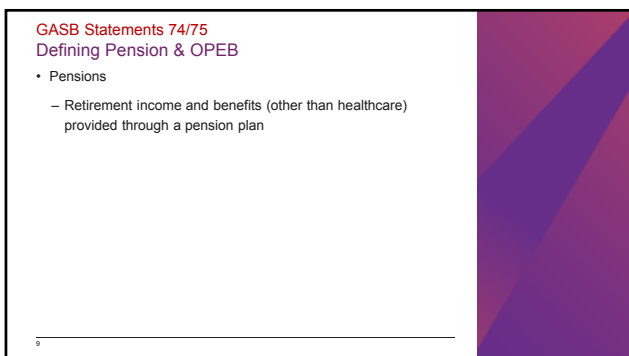 GASB Statements 74/75
Defining Pension & OPEB
• Pensions
– Retirement income and benefits (other than healthcare)
provided through a pension plan
9